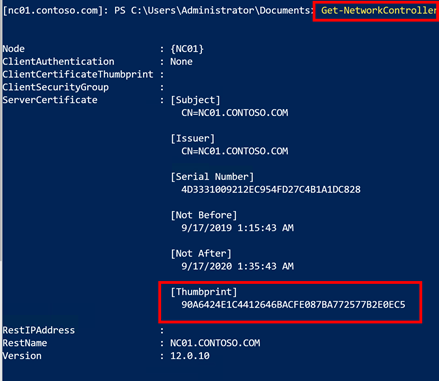 [nc01.contoso.com]: PS C:\Users\Administrator\Documents: Get-NetworkController
Node : {NC01}
ClientAuthentication : None
ClientCertificateThumbprint :
ClientSecurityGroup :
ServerCertificate : [Subject]
CN=NC01.CONTOSO.COM
[Issuer]
CN=NC01.CONTOSO.COM
[Serial Number]
4D3331009212EC954FD27C4B1A1DC828
[Not Before]
9/17/2019 1:15:43 AM
[Not After]
9/17/2020 1:35:43 AM
[Thumbprint]
90A6424E1C4412646BACFE087BA772577B2E0EC5
RestIPAddress :
RestName : NC01.CONTOSO.COM
Version : 12.0.10